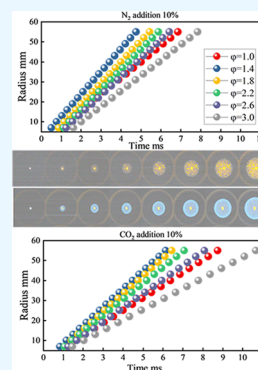 N₂ addition 10%
Radius mm
60
50
40
30
20
10
0
φ=1.0
φ=1.4
φ=1.8
φ=2.2
φ=2.6
φ=3.0
0 1 2 3 4 5 6 7 8 9 10
Time ms
CO₂ addition 10%
Radius mm
60
50
40
30
20
10
0
0 1 2 3 4 5 6 7 8 9 10
Time ms